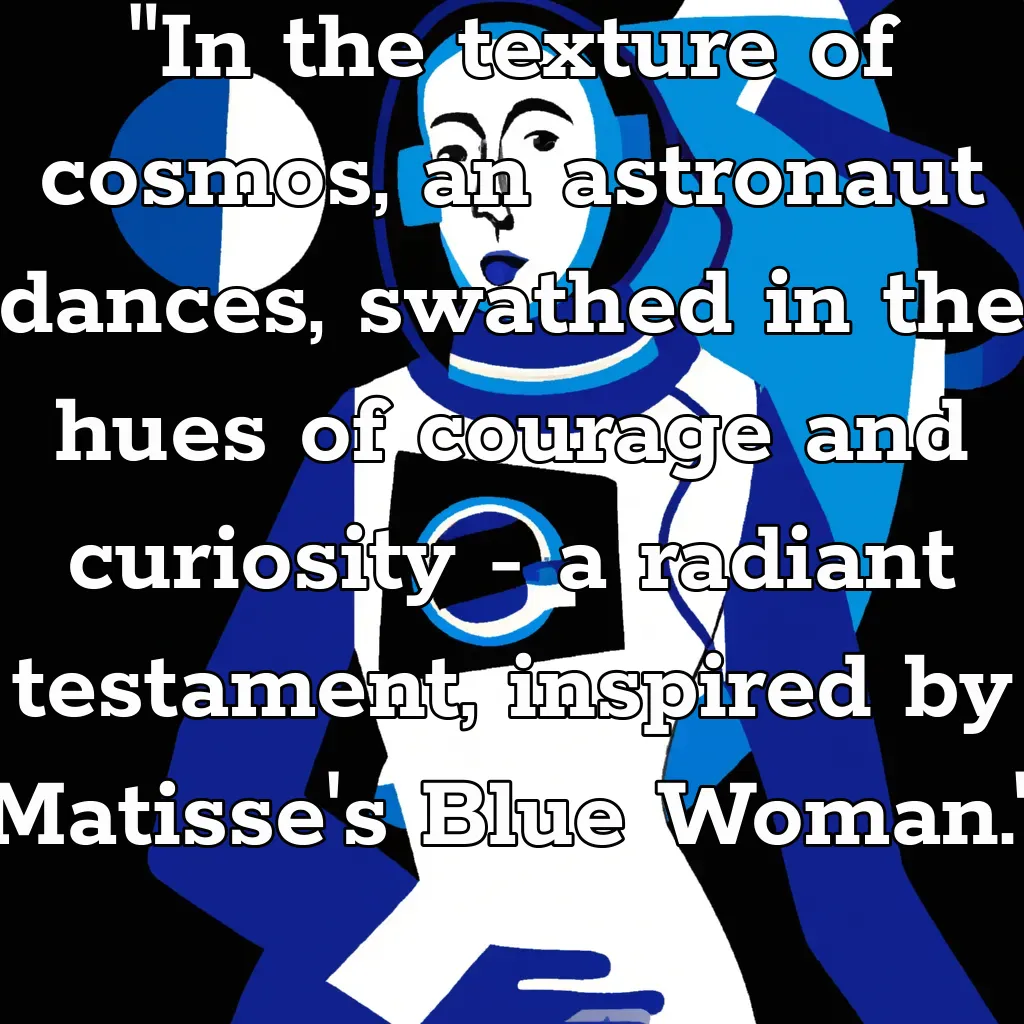 "In the texture of
cosmos, an astronaut
dances, swathed in the
hues of courage and
curiosity - a radiant
testament, inspired by
Matisse's Blue Woman."